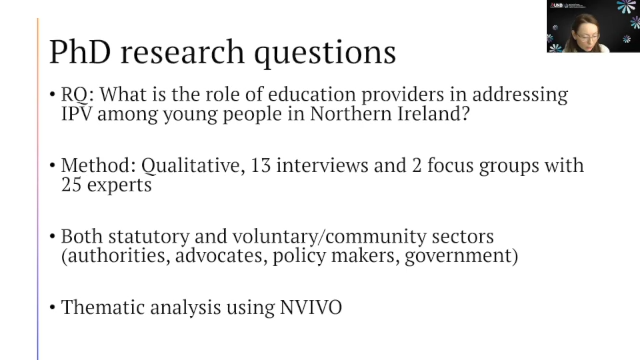 PhD research questions
• RQ: What is the role of education providers in addressing
IPV among young people in Northern Ireland?
• Method: Qualitative, 13 interviews and 2 focus groups with
25 experts
• Both statutory and voluntary/community sectors
(authorities, advocates, policy makers, government)
• Thematic analysis using NVIVO
UNB